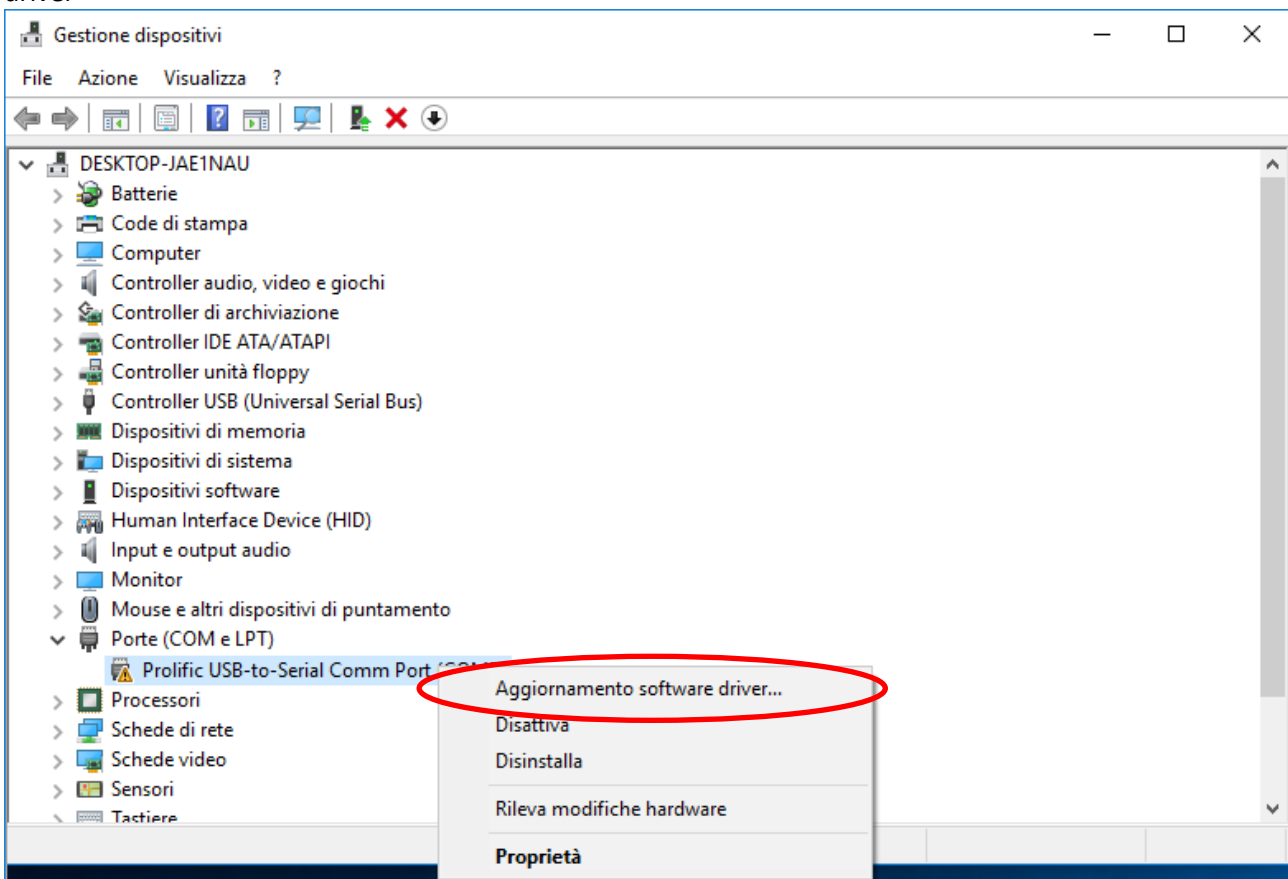 Gestione dispositivi
File Azione Visualizza ?
DESKTOP-JAE1NAU
Batterie
Code di stampa
Computer
Controller audio, video e giochi
Controller di archiviazione
Controller IDE ATA/ATAPI
Controller unità floppy
Controller USB (Universal Serial Bus)
Dispositivi di memoria
Dispositivi di sistema
Dispositivi software
Human Interface Device (HID)
Input e output audio
Monitor
Mouse e altri dispositivi di puntamento
Porte (COM e LPT)
Prolific USB-to-Serial Comm Port
Aggiornamento software driver...
Processori
Disattiva
Schede di rete
Schede video
Disinstalla
Sensori
Rileva modifiche hardware
Tastiere
Proprietà